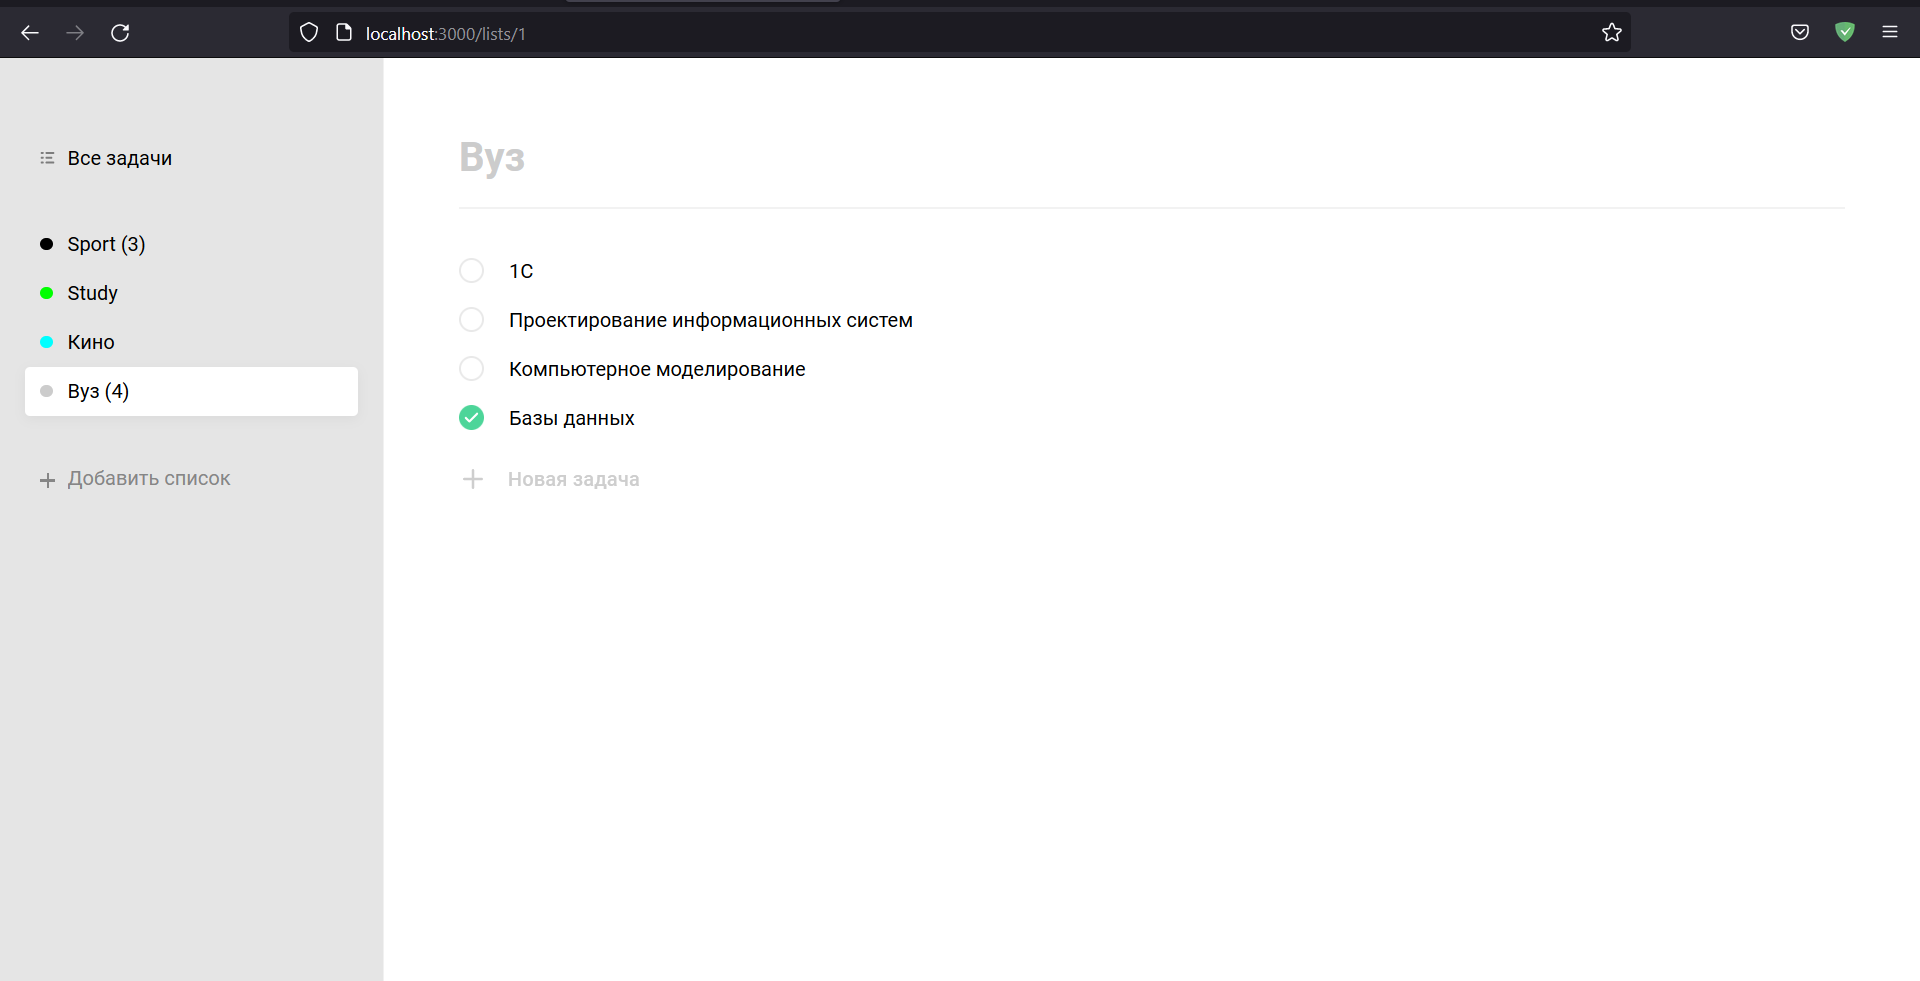 localhost:3000/lists/1
Все задачи
Sport (3)
Study
Кино
Вуз (4)
Добавить список
Вуз
1С
Проектирование информационных систем
Компьютерное моделирование
Базы данных
Новая задача